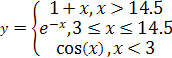 y = { 1 + x, x > 14.5
e^{-x}, 3 ≤ x ≤ 14.5
cos(x), x < 3